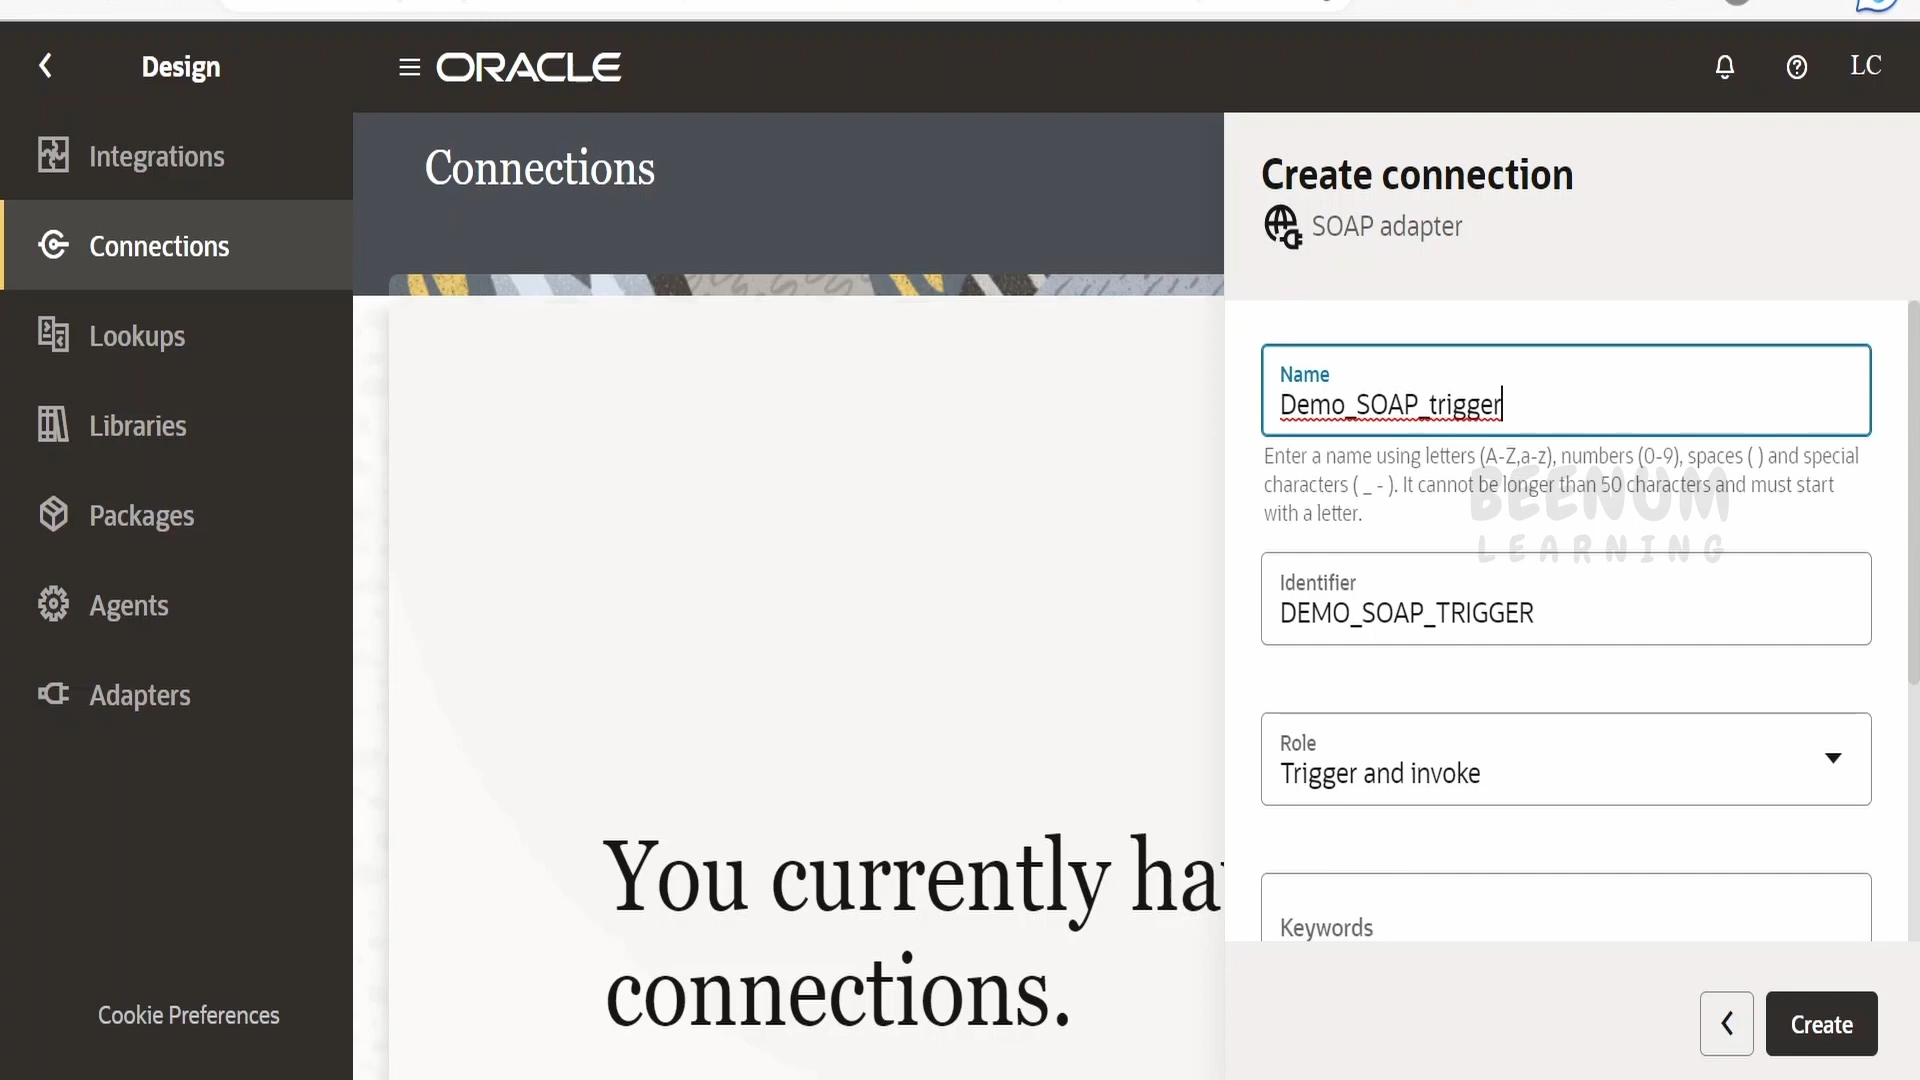 Design
ORACLE
LC
Integrations
Connections
Lookups
Libraries
Packages
Agents
Adapters
Cookie Preferences
Connections
You currently ha
connections.
Create connection
SOAP adapter
Name
Demo_SOAP_trigger
Enter a name using letters (A-Z,a-z), numbers (0-9), spaces ( ) and special
characters ( _ - ). It cannot be longer than 50 characters and must start
with a letter.
BEENUM
LEARNING
Identifier
DEMO_SOAP_TRIGGER
Role
Trigger and invoke
Keywords
Create